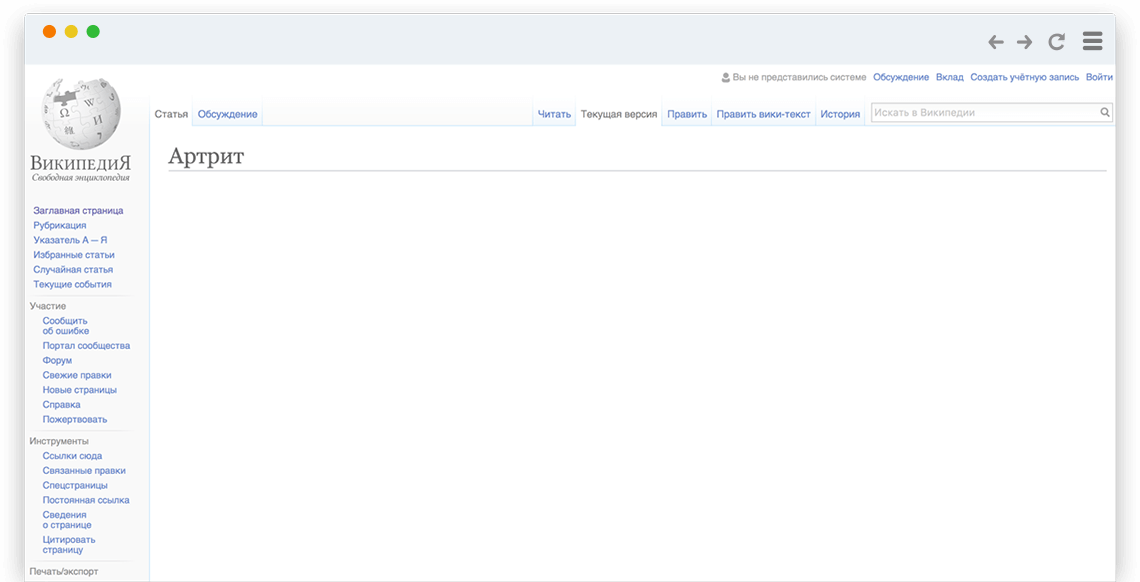 Вы не представились системе Обсуждение Вклад Создать учётную запись Войти
Статья Обсуждение Читать Текущая версия Править Править вики-текст История Искать в Википедии
ВикипедиЯ
Свободная энциклопедия
Артрит
Заглавная страница
Рубрикация
Указатель А — Я
Избранные статьи
Случайная статья
Текущие события
Участие
Сообщить
об ошибке
Портал сообщества
Форум
Свежие правки
Новые страницы
Справка
Пожертвовать
Инструменты
Ссылки сюда
Связанные правки
Спецстраницы
Постоянная ссылка
Сведения
о странице
Цитировать
страницу
Печать/экспорт